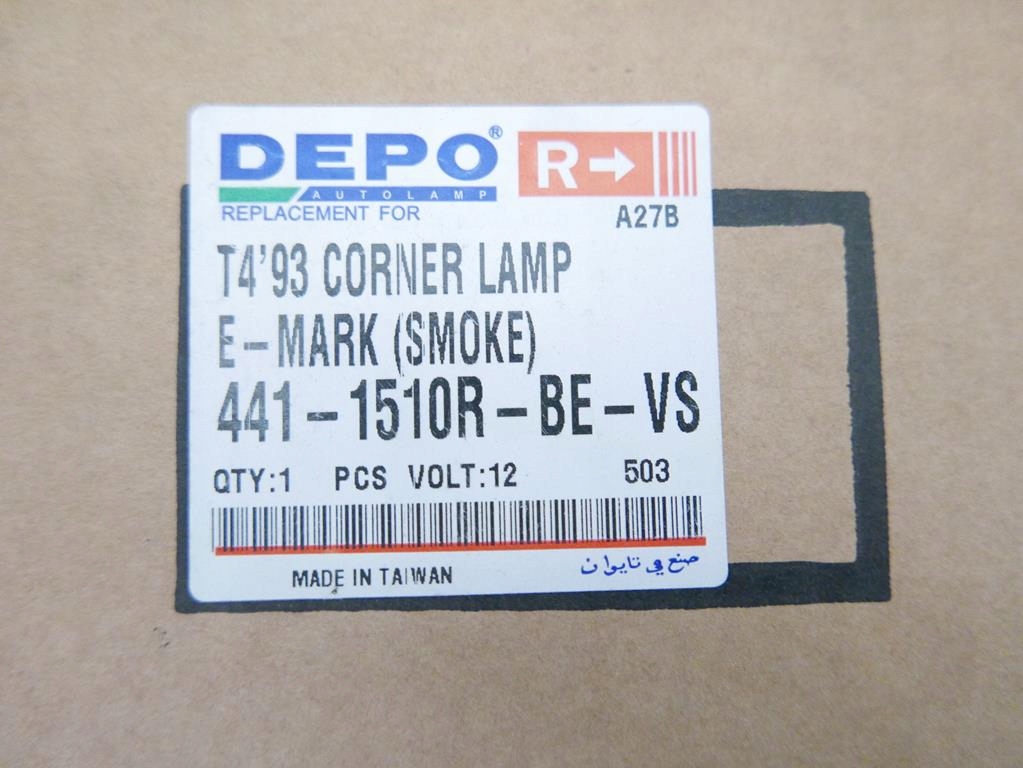 DEPO® R→
AUTOLAMP
REPLACEMENT FOR A27B
T4'93 CORNER LAMP
E-MARK (SMOKE)
441-1510R-BE-VS
QTY:1 PCS VOLT:12 503
MADE IN TAIWAN صنع في تايوان